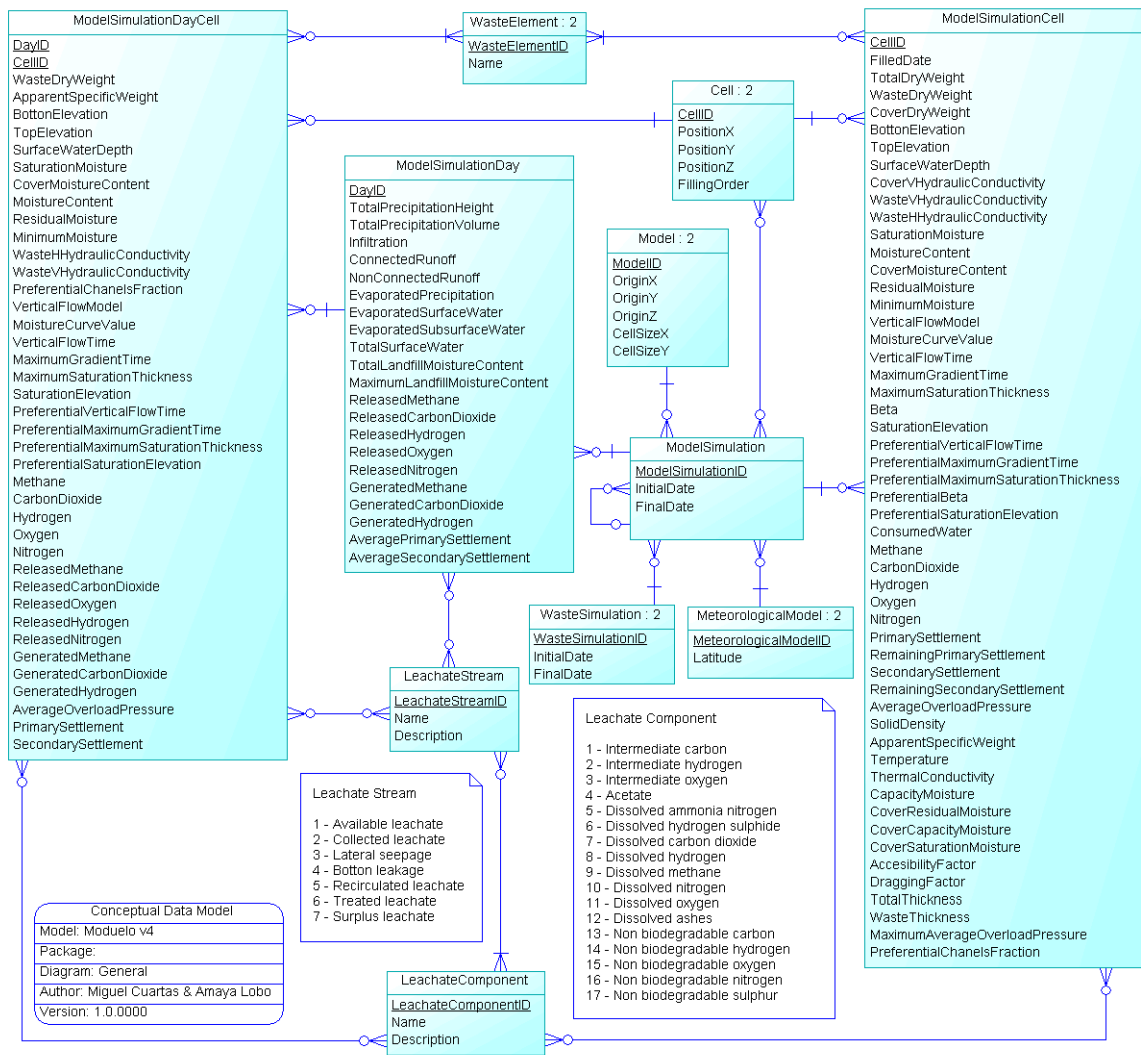 ModelSimulationDayCell
DayID
CellID
WasteDryWeight
ApparentSpecificWeight
BottonElevation
TopElevation
SurfaceWaterDepth
SaturationMoisture
CoverMoistureContent
MoistureContent
ResidualMoisture
MinimumMoisture
WasteHHydraulicConductivity
WasteVHydraulicConductivity
PreferentialChanelsFraction
VerticalFlowModel
MoistureCurveValue
VerticalFlowTime
MaximumGradientTime
MaximumSaturationThickness
SaturationElevation
PreferentialVerticalFlowTime
PreferentialMaximumGradientTime
PreferentialMaximumSaturationThickness
PreferentialSaturationElevation
Methane
CarbonDioxide
Hydrogen
Oxygen
Nitrogen
ReleasedMethane
ReleasedCarbonDioxide
ReleasedOxygen
ReleasedHydrogen
ReleasedNitrogen
GeneratedMethane
GeneratedCarbonDioxide
GeneratedHydrogen
AverageOverloadPressure
PrimarySettlement
SecondarySettlement
WasteElement : 2
WasteElementID
Name
Cell : 2
CellID
PositionX
PositionY
PositionZ
FillingOrder
ModelSimulationDay
DayID
TotalPrecipitationHeight
TotalPrecipitationVolume
Infiltration
ConnectedRunoff
NonConnectedRunoff
EvaporatedPrecipitation
EvaporatedSurfaceWater
EvaporatedSubsurfaceWater
TotalSurfaceWater
TotalLandfillMoistureContent
MaximumLandfillMoistureContent
ReleasedMethane
ReleasedCarbonDioxide
ReleasedHydrogen
ReleasedOxygen
ReleasedNitrogen
GeneratedMethane
GeneratedCarbonDioxide
GeneratedHydrogen
AveragePrimarySettlement
AverageSecondarySettlement
Model : 2
ModelID
OriginX
OriginY
OriginZ
CellSizeX
CellSizeY
ModelSimulation
ModelSimulationID
InitialDate
FinalDate
WasteSimulation : 2
WasteSimulationID
InitialDate
FinalDate
MeteorologicalModel : 2
MeteorologicalModelID
Latitude
LeachateStream
LeachateStreamID
Name
Description
Leachate Stream
1 - Available leachate
2 - Collected leachate
3 - Lateral seepage
4 - Botton leakage
5 - Recirculated leachate
6 - Treated leachate
7 - Surplus leachate
Leachate Component
1 - Intermediate carbon
2 - Intermediate hydrogen
3 - Intermediate oxygen
4 - Acetate
5 - Dissolved ammonia nitrogen
6 - Dissolved hydrogen sulphide
7 - Dissolved carbon dioxide
8 - Dissolved hydrogen
9 - Dissolved methane
10 - Dissolved nitrogen
11 - Dissolved oxygen
12 - Dissolved ashes
13 - Non biodegradable carbon
14 - Non biodegradable hydrogen
15 - Non biodegradable oxygen
16 - Non biodegradable nitrogen
17 - Non biodegradable sulphur
Conceptual Data Model
Model: Moduelo v4
Package:
Diagram: General
Author: Miguel Cuartas & Amaya Lobo
Version: 1.0.0000
LeachateComponent
LeachateComponentID
Name
Description
ModelSimulationCell
CellID
FilledDate
TotalDryWeight
WasteDryWeight
CoverDryWeight
BottonElevation
TopElevation
SurfaceWaterDepth
CoverVHydraulicConductivity
WasteVHydraulicConductivity
WasteHHydraulicConductivity
SaturationMoisture
MoistureContent
CoverMoistureContent
ResidualMoisture
MinimumMoisture
VerticalFlowModel
MoistureCurveValue
VerticalFlowTime
MaximumGradientTime
MaximumSaturationThickness
Beta
SaturationElevation
PreferentialVerticalFlowTime
PreferentialMaximumGradientTime
PreferentialMaximumSaturationThickness
PreferentialBeta
PreferentialSaturationElevation
ConsumedWater
Methane
CarbonDioxide
Hydrogen
Oxygen
Nitrogen
PrimarySettlement
RemainingPrimarySettlement
SecondarySettlement
RemainingSecondarySettlement
AverageOverloadPressure
SolidDensity
ApparentSpecificWeight
Temperature
ThermalConductivity
CapacityMoisture
CoverResidualMoisture
CoverCapacityMoisture
CoverSaturationMoisture
AccesibilityFactor
DraggingFactor
TotalThickness
WasteThickness
MaximumAverageOverloadPressure
PreferentialChanelsFraction